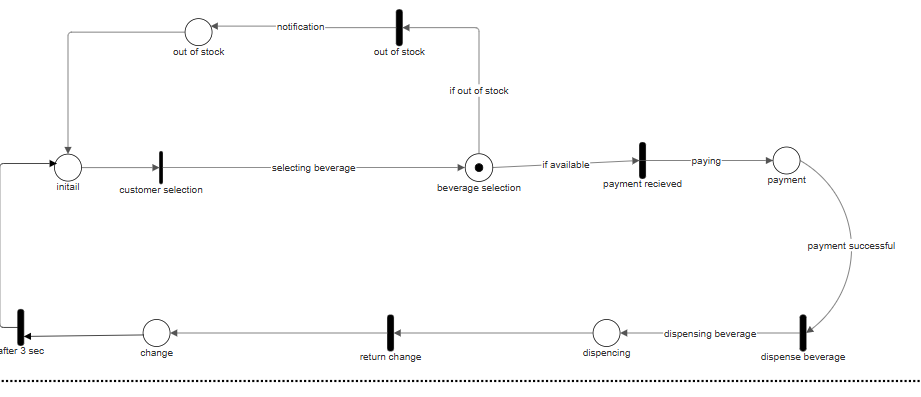 notification
out of stock
out of stock
if out of stock
selecting beverage
if available
paying
initail
customer selection
beverage selection
payment recieved
payment
payment successful
dispensing beverage
after 3 sec
change
return change
dispencing
dispense beverage